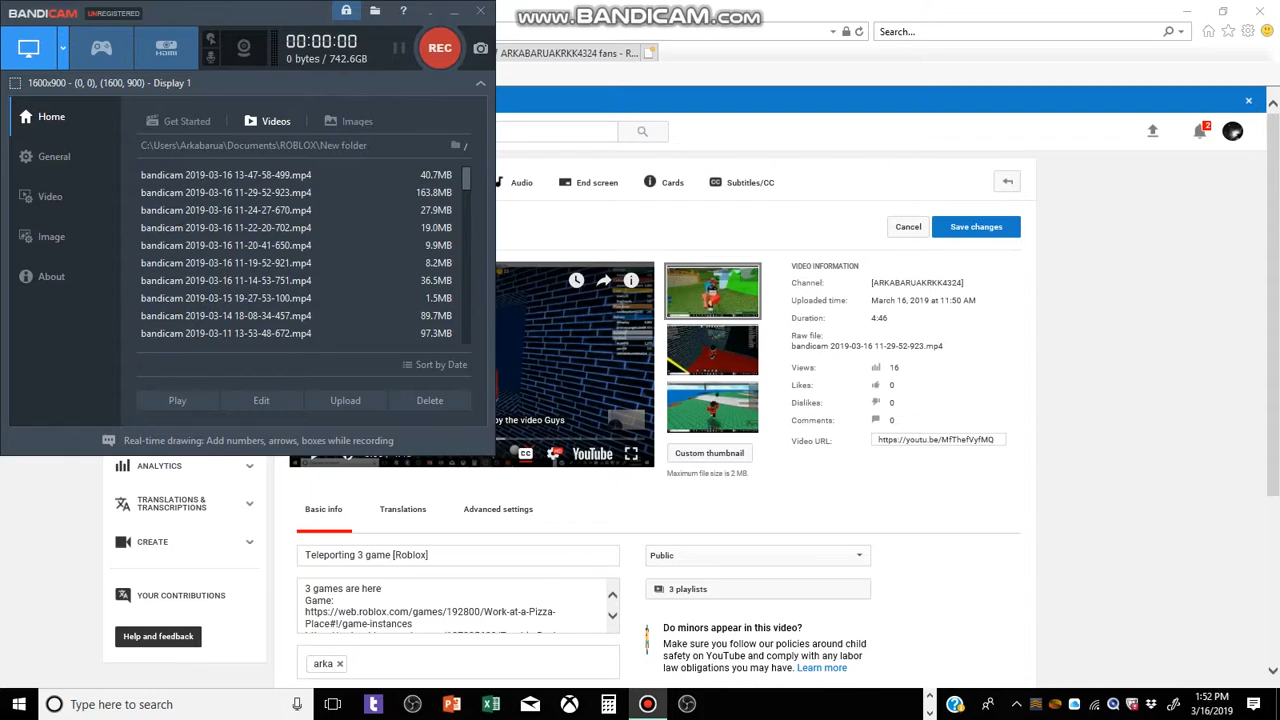 BANDICAM UNREGISTERED
www.BANDICAM.com
00:00:00
0 bytes / 742.6GB
REC
Search...
ARKABARUAKRKK4324 fans - R...
1600x900 - (0, 0), (1600, 900) - Display 1
Home
General
Video
Image
About
Get Started
Videos
Images
C:\Users\Arkabarua\Documents\ROBLOX\New folder
bandicam 2019-03-16 13-47-58-499.mp4 40.7MB
bandicam 2019-03-16 11-29-52-923.mp4 163.8MB
bandicam 2019-03-16 11-24-27-670.mp4 27.9MB
bandicam 2019-03-16 11-22-20-702.mp4 19.0MB
bandicam 2019-03-16 11-20-41-650.mp4 9.9MB
bandicam 2019-03-16 11-19-52-921.mp4 8.2MB
bandicam 2019-03-16 11-14-53-751.mp4 36.5MB
bandicam 2019-03-15 19-27-53-100.mp4 1.5MB
bandicam 2019-03-14 18-08-34-457.mp4 89.7MB
bandicam 2019-03-11 13-53-48-672.mp4 97.3MB
Sort by Date
Play Edit Upload Delete
Real-time drawing: Add numbers, arrows, boxes while recording
2
Audio
End screen
Cards
CC Subtitles/CC
Cancel
Save changes
by the video Guys
CC
YouTube
Custom thumbnail
Maximum file size is 2 MB.
VIDEO INFORMATION
Channel: [ARKABARUAKRKK4324]
Uploaded time: March 16, 2019 at 11:50 AM
Duration: 4:46
Raw file:
bandicam 2019-03-16 11-29-52-923.mp4
Views: 16
Likes: 0
Dislikes: 0
Comments: 0
Video URL: https://youtu.be/MfThefVyfMQ
ANALYTICS
TRANSLATIONS &
TRANSCRIPTIONS
CREATE
YOUR CONTRIBUTIONS
Help and feedback
Basic info
Translations
Advanced settings
Teleporting 3 game [Roblox]
3 games are here
Game:
https://web.roblox.com/games/192800/Work-at-a-Pizza-
Place#!/game-instances
arka
Public
3 playlists
Do minors appear in this video?
Make sure you follow our policies around child
safety on YouTube and comply with any labor
law obligations you may have. Learn more
Type here to search
1:52 PM
3/16/2019